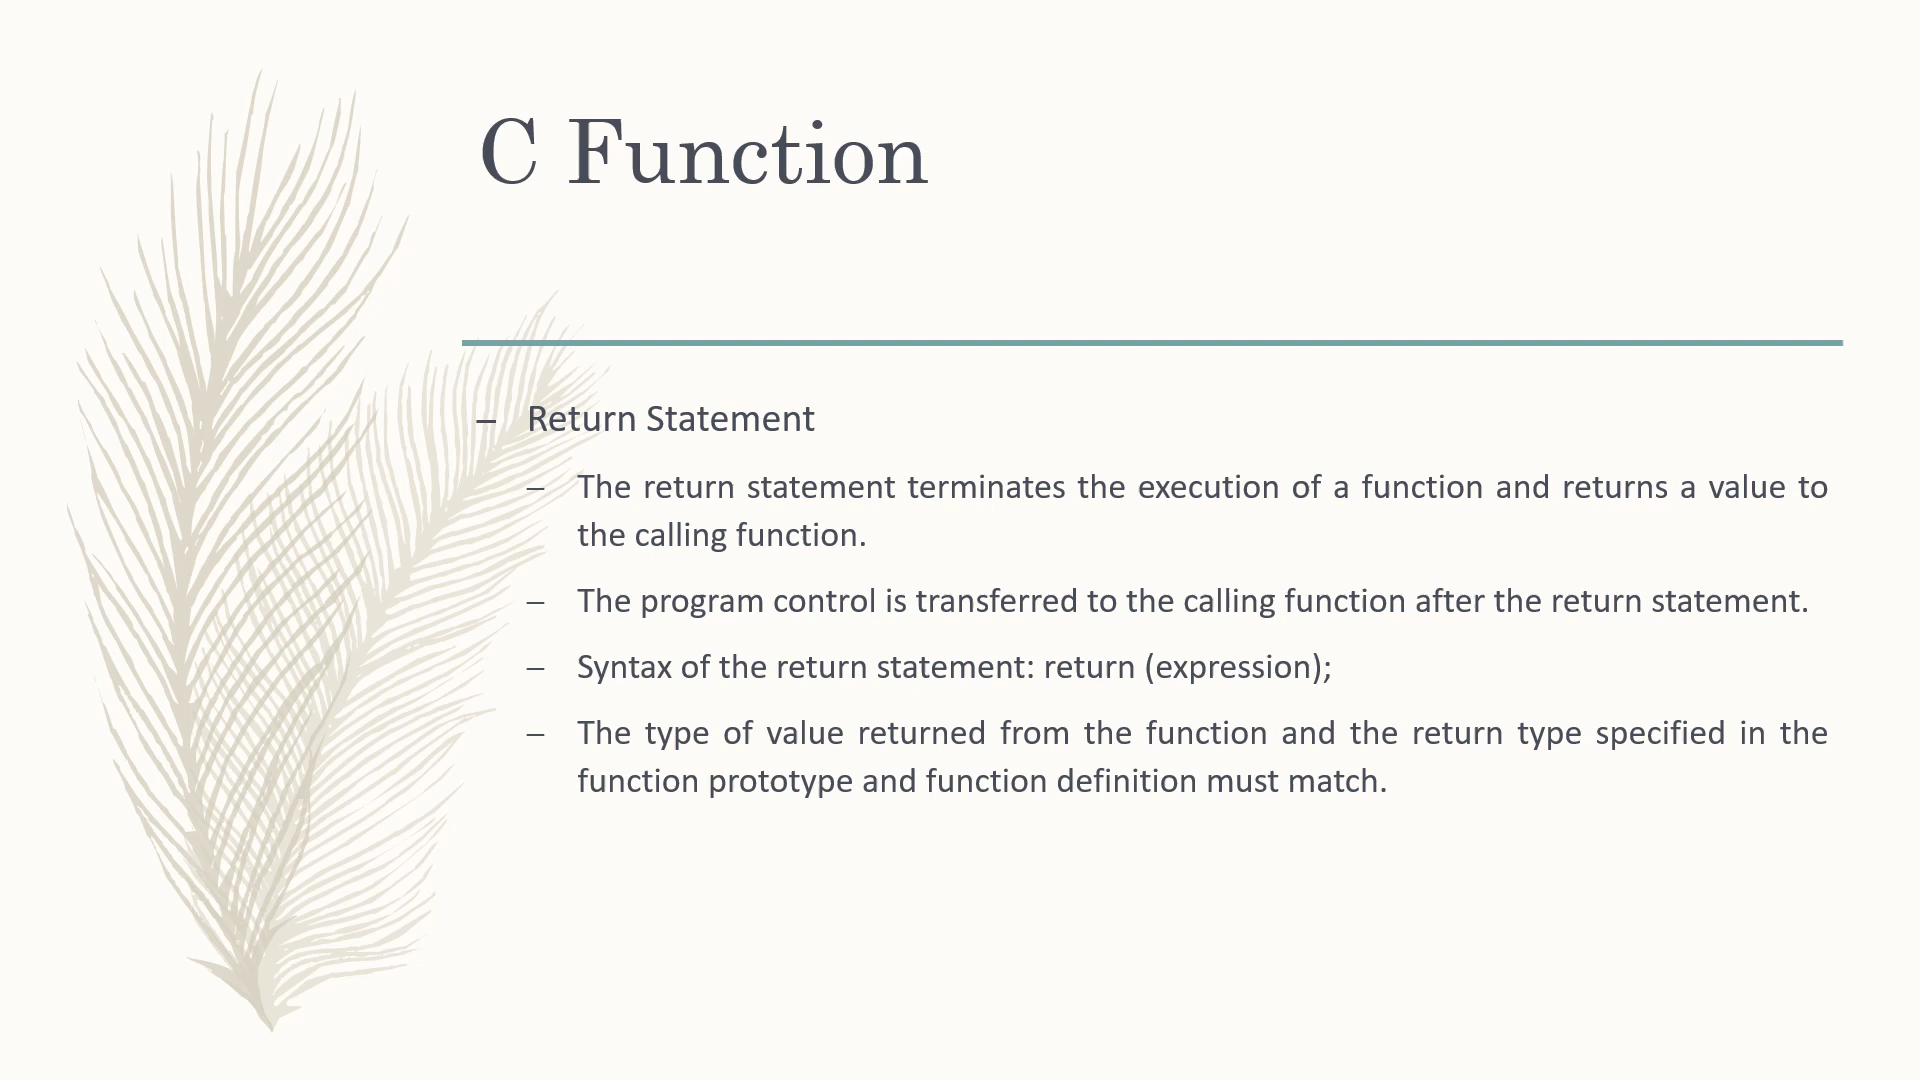 C Function
– Return Statement
– The return statement terminates the execution of a function and returns a value to
the calling function.
– The program control is transferred to the calling function after the return statement.
– Syntax of the return statement: return (expression);
– The type of value returned from the function and the return type specified in the
function prototype and function definition must match.